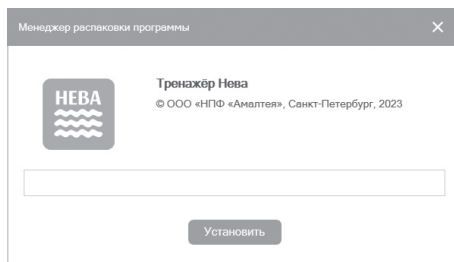 Менеджер распаковки программы
НЕВА
Тренажёр Нева
© ООО «НПФ «Амалтея», Санкт-Петербург, 2023
Установить